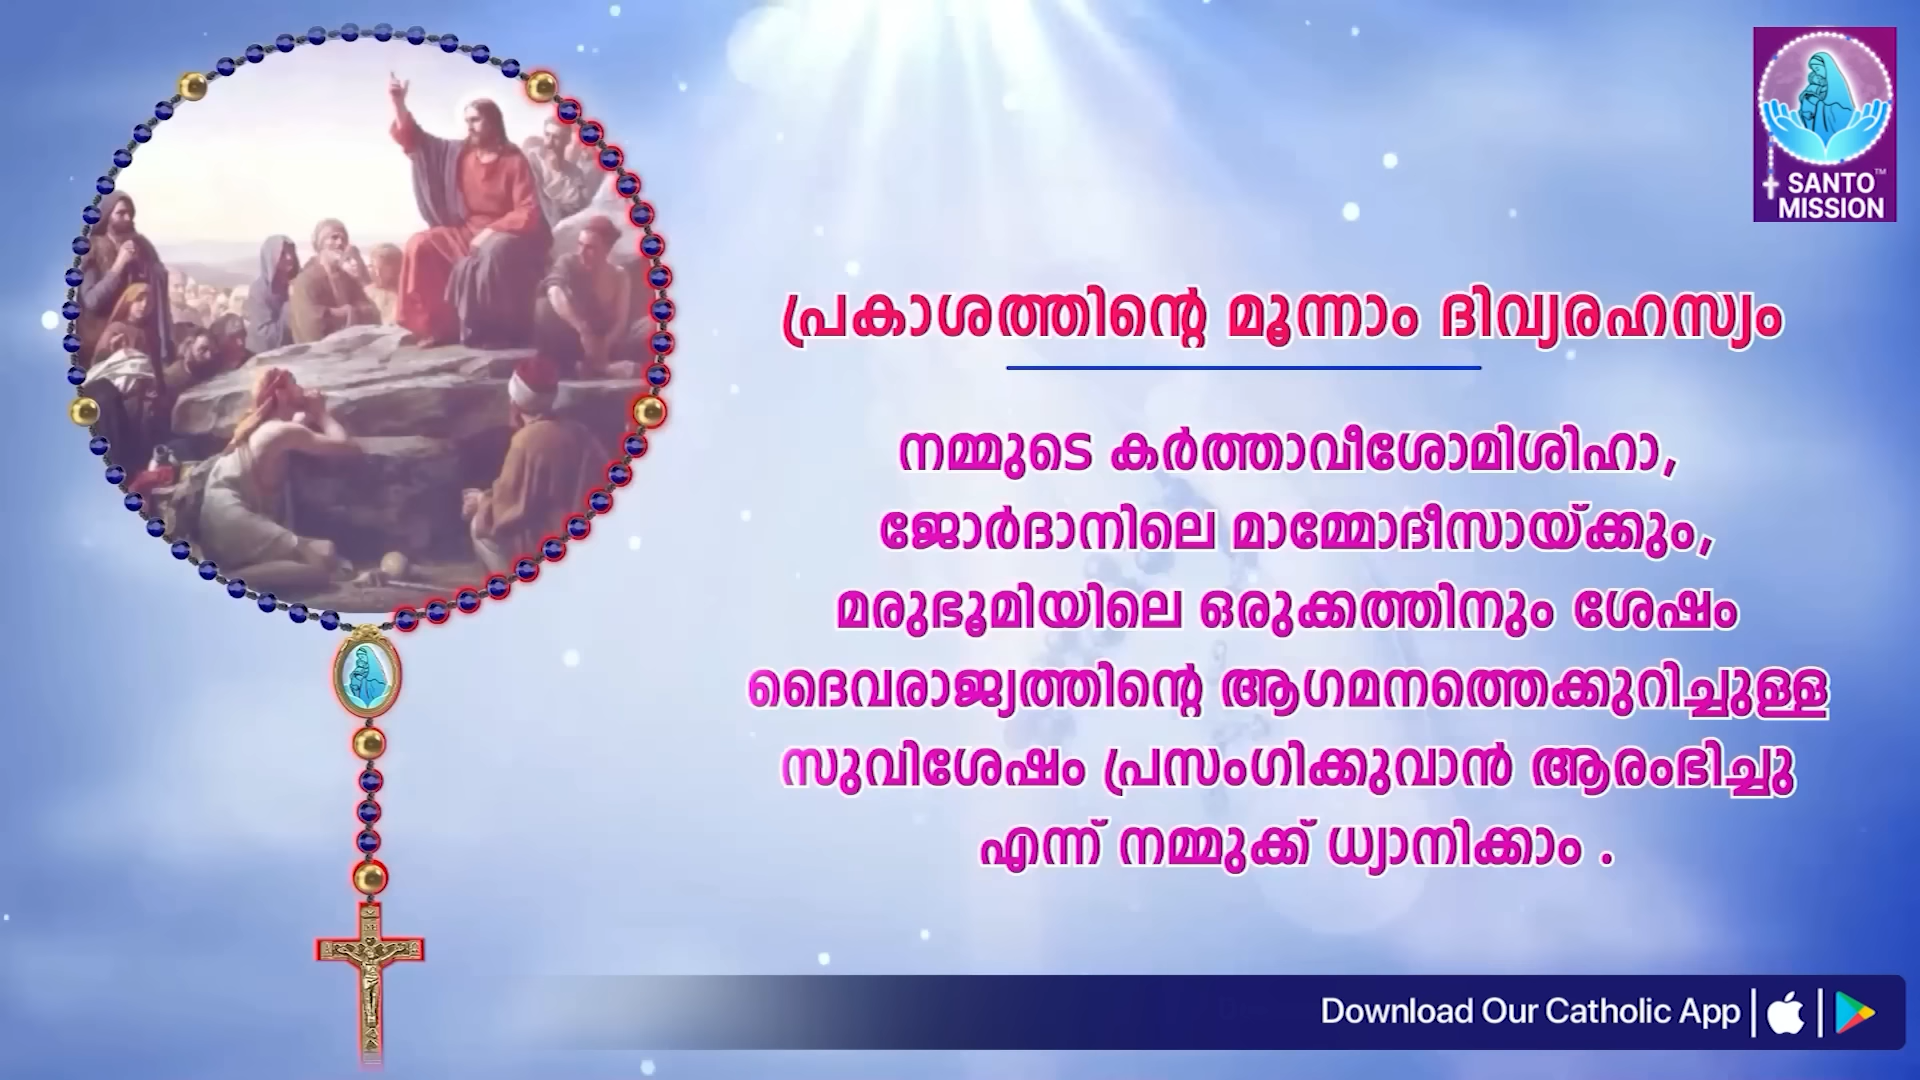 SANTO™
MISSION
പ്രകാശത്തിന്റെ മൂന്നാം ദിവ്യരഹസ്യം
നമ്മുടെ കർത്താവീശോമിശിഹാ,
ജോർദാനിലെ മാമ്മോദീസായ്ക്കും,
മരുഭൂമിയിലെ ഒരുക്കത്തിനും ശേഷം
ദൈവരാജ്യത്തിന്റെ ആഗമനത്തെക്കുറിച്ചുള്ള
സുവിശേഷം പ്രസംഗിക്കുവാൻ ആരംഭിച്ചു
എന്ന് നമ്മുക്ക് ധ്യാനിക്കാം .
Download Our Catholic App